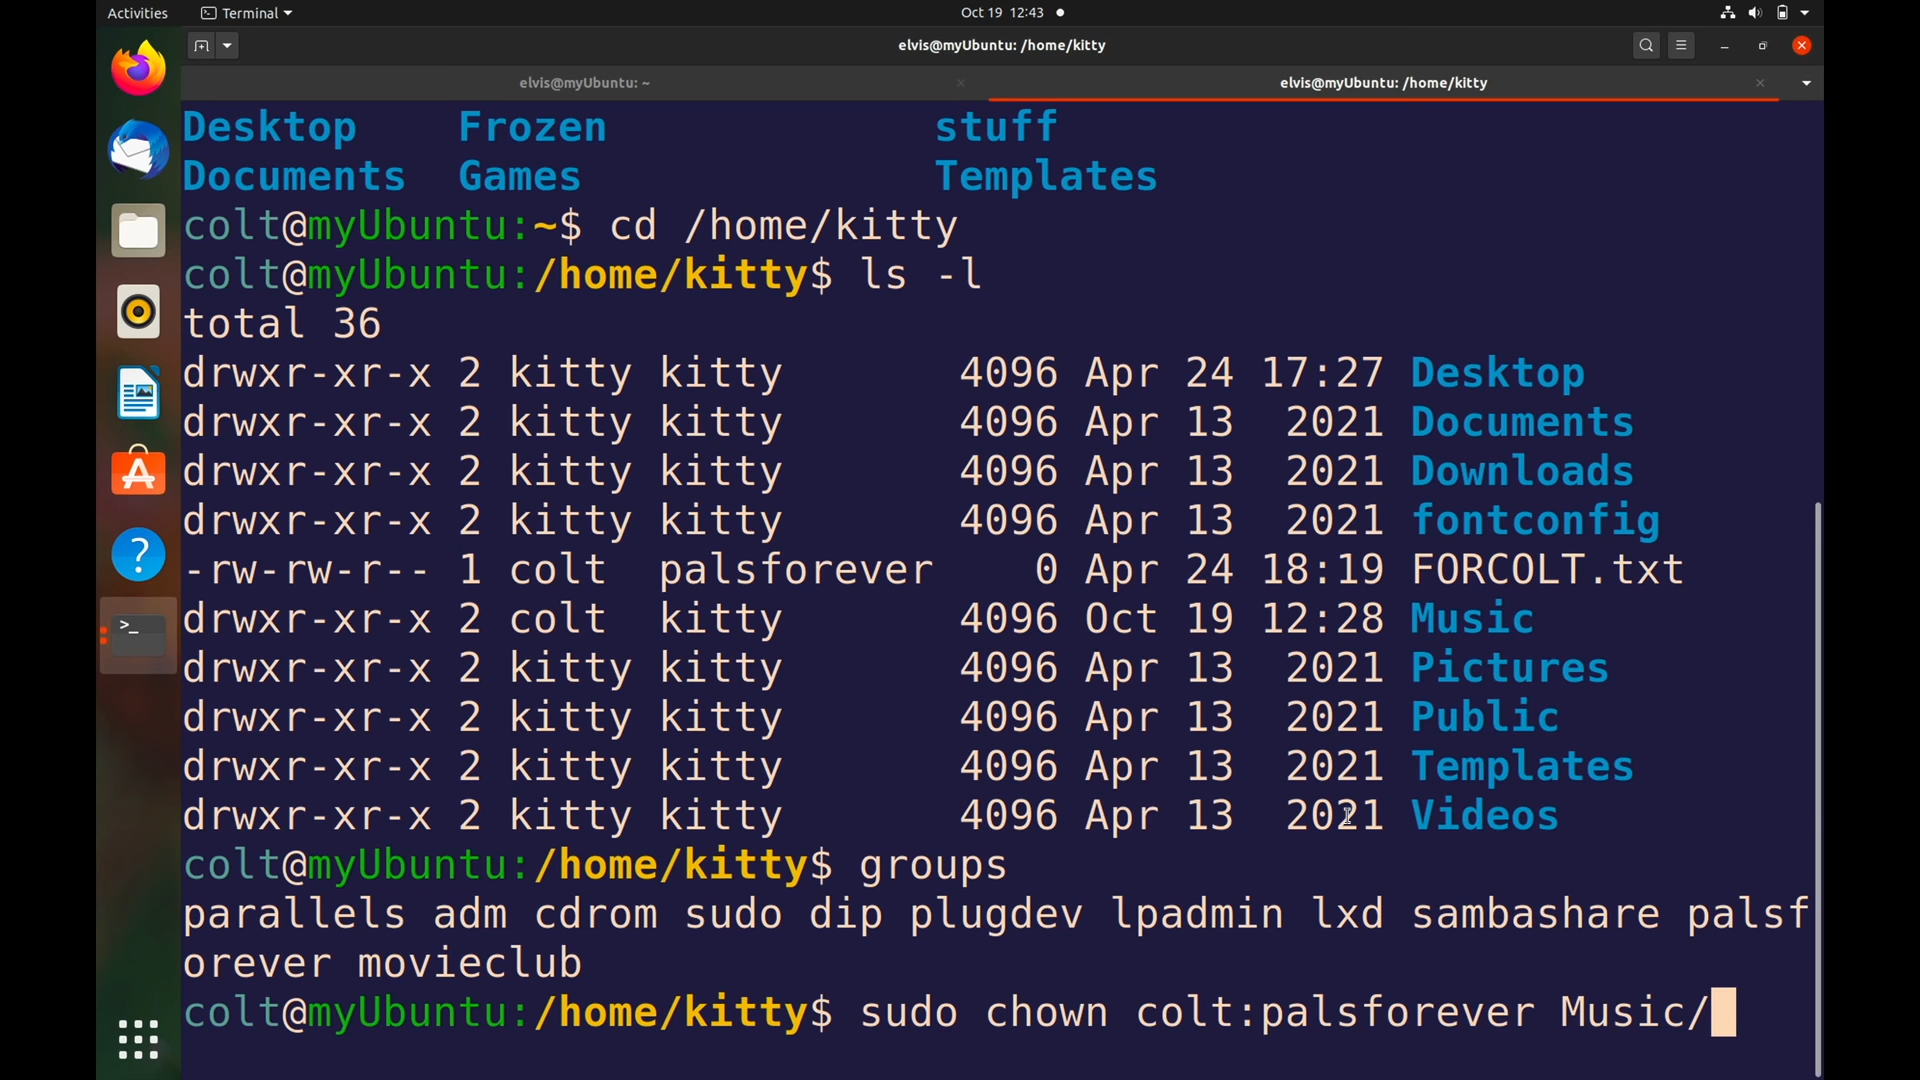 Activities Terminal Oct 19 12:43
elvis@myUbuntu: /home/kitty
elvis@myUbuntu: ~ elvis@myUbuntu: /home/kitty
Desktop Frozen stuff
Documents Games Templates
colt@myUbuntu:~$ cd /home/kitty
colt@myUbuntu:/home/kitty$ ls -l
total 36
drwxr-xr-x 2 kitty kitty 4096 Apr 24 17:27 Desktop
drwxr-xr-x 2 kitty kitty 4096 Apr 13 2021 Documents
drwxr-xr-x 2 kitty kitty 4096 Apr 13 2021 Downloads
drwxr-xr-x 2 kitty kitty 4096 Apr 13 2021 fontconfig
-rw-rw-r-- 1 colt palsforever 0 Apr 24 18:19 FORCOLT.txt
drwxr-xr-x 2 colt kitty 4096 Oct 19 12:28 Music
drwxr-xr-x 2 kitty kitty 4096 Apr 13 2021 Pictures
drwxr-xr-x 2 kitty kitty 4096 Apr 13 2021 Public
drwxr-xr-x 2 kitty kitty 4096 Apr 13 2021 Templates
drwxr-xr-x 2 kitty kitty 4096 Apr 13 2021 Videos
colt@myUbuntu:/home/kitty$ groups
parallels adm cdrom sudo dip plugdev lpadmin lxd sambashare palsf
orever movieclub
colt@myUbuntu:/home/kitty$ sudo chown colt:palsforever Music/